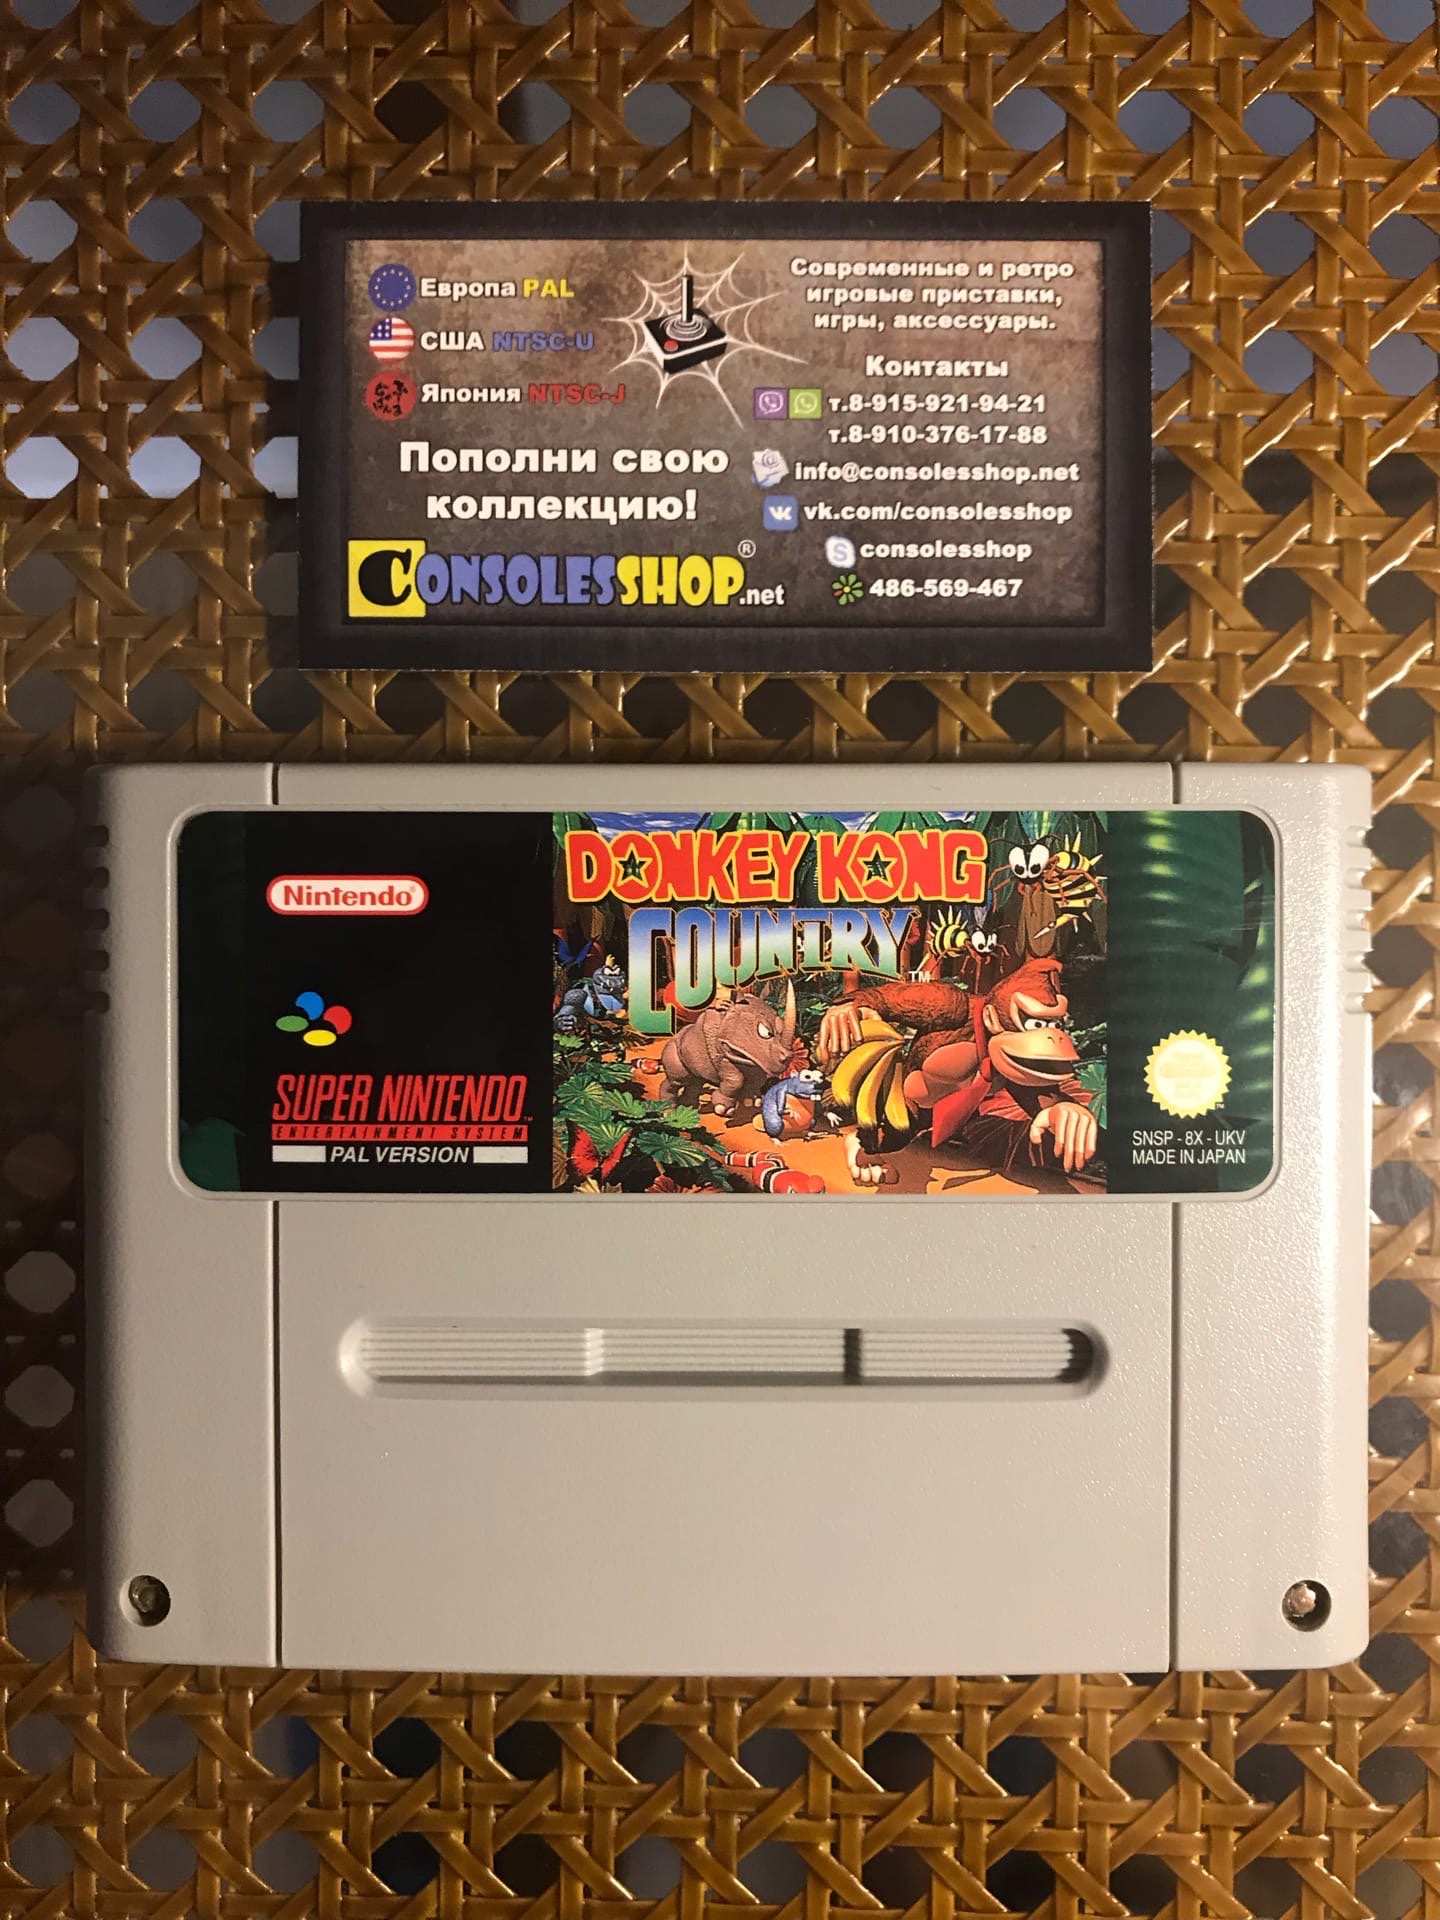 Европа PAL
США NTSC-U
Япония NTSC-J
Пополни свою
коллекцию!
CONSOLESSHOP.net®
Современные и ретро
игровые приставки,
игры, аксессуары.
Контакты
т.8-915-921-94-21
т.8-910-376-17-88
info@consolesshop.net
vk.com/consolesshop
consolesshop
486-569-467
Nintendo®
SUPER NINTENDO™
ENTERTAINMENT SYSTEM
PAL VERSION
DONKEY KONG
COUNTRY™
SNSP - 8X - UKV
MADE IN JAPAN